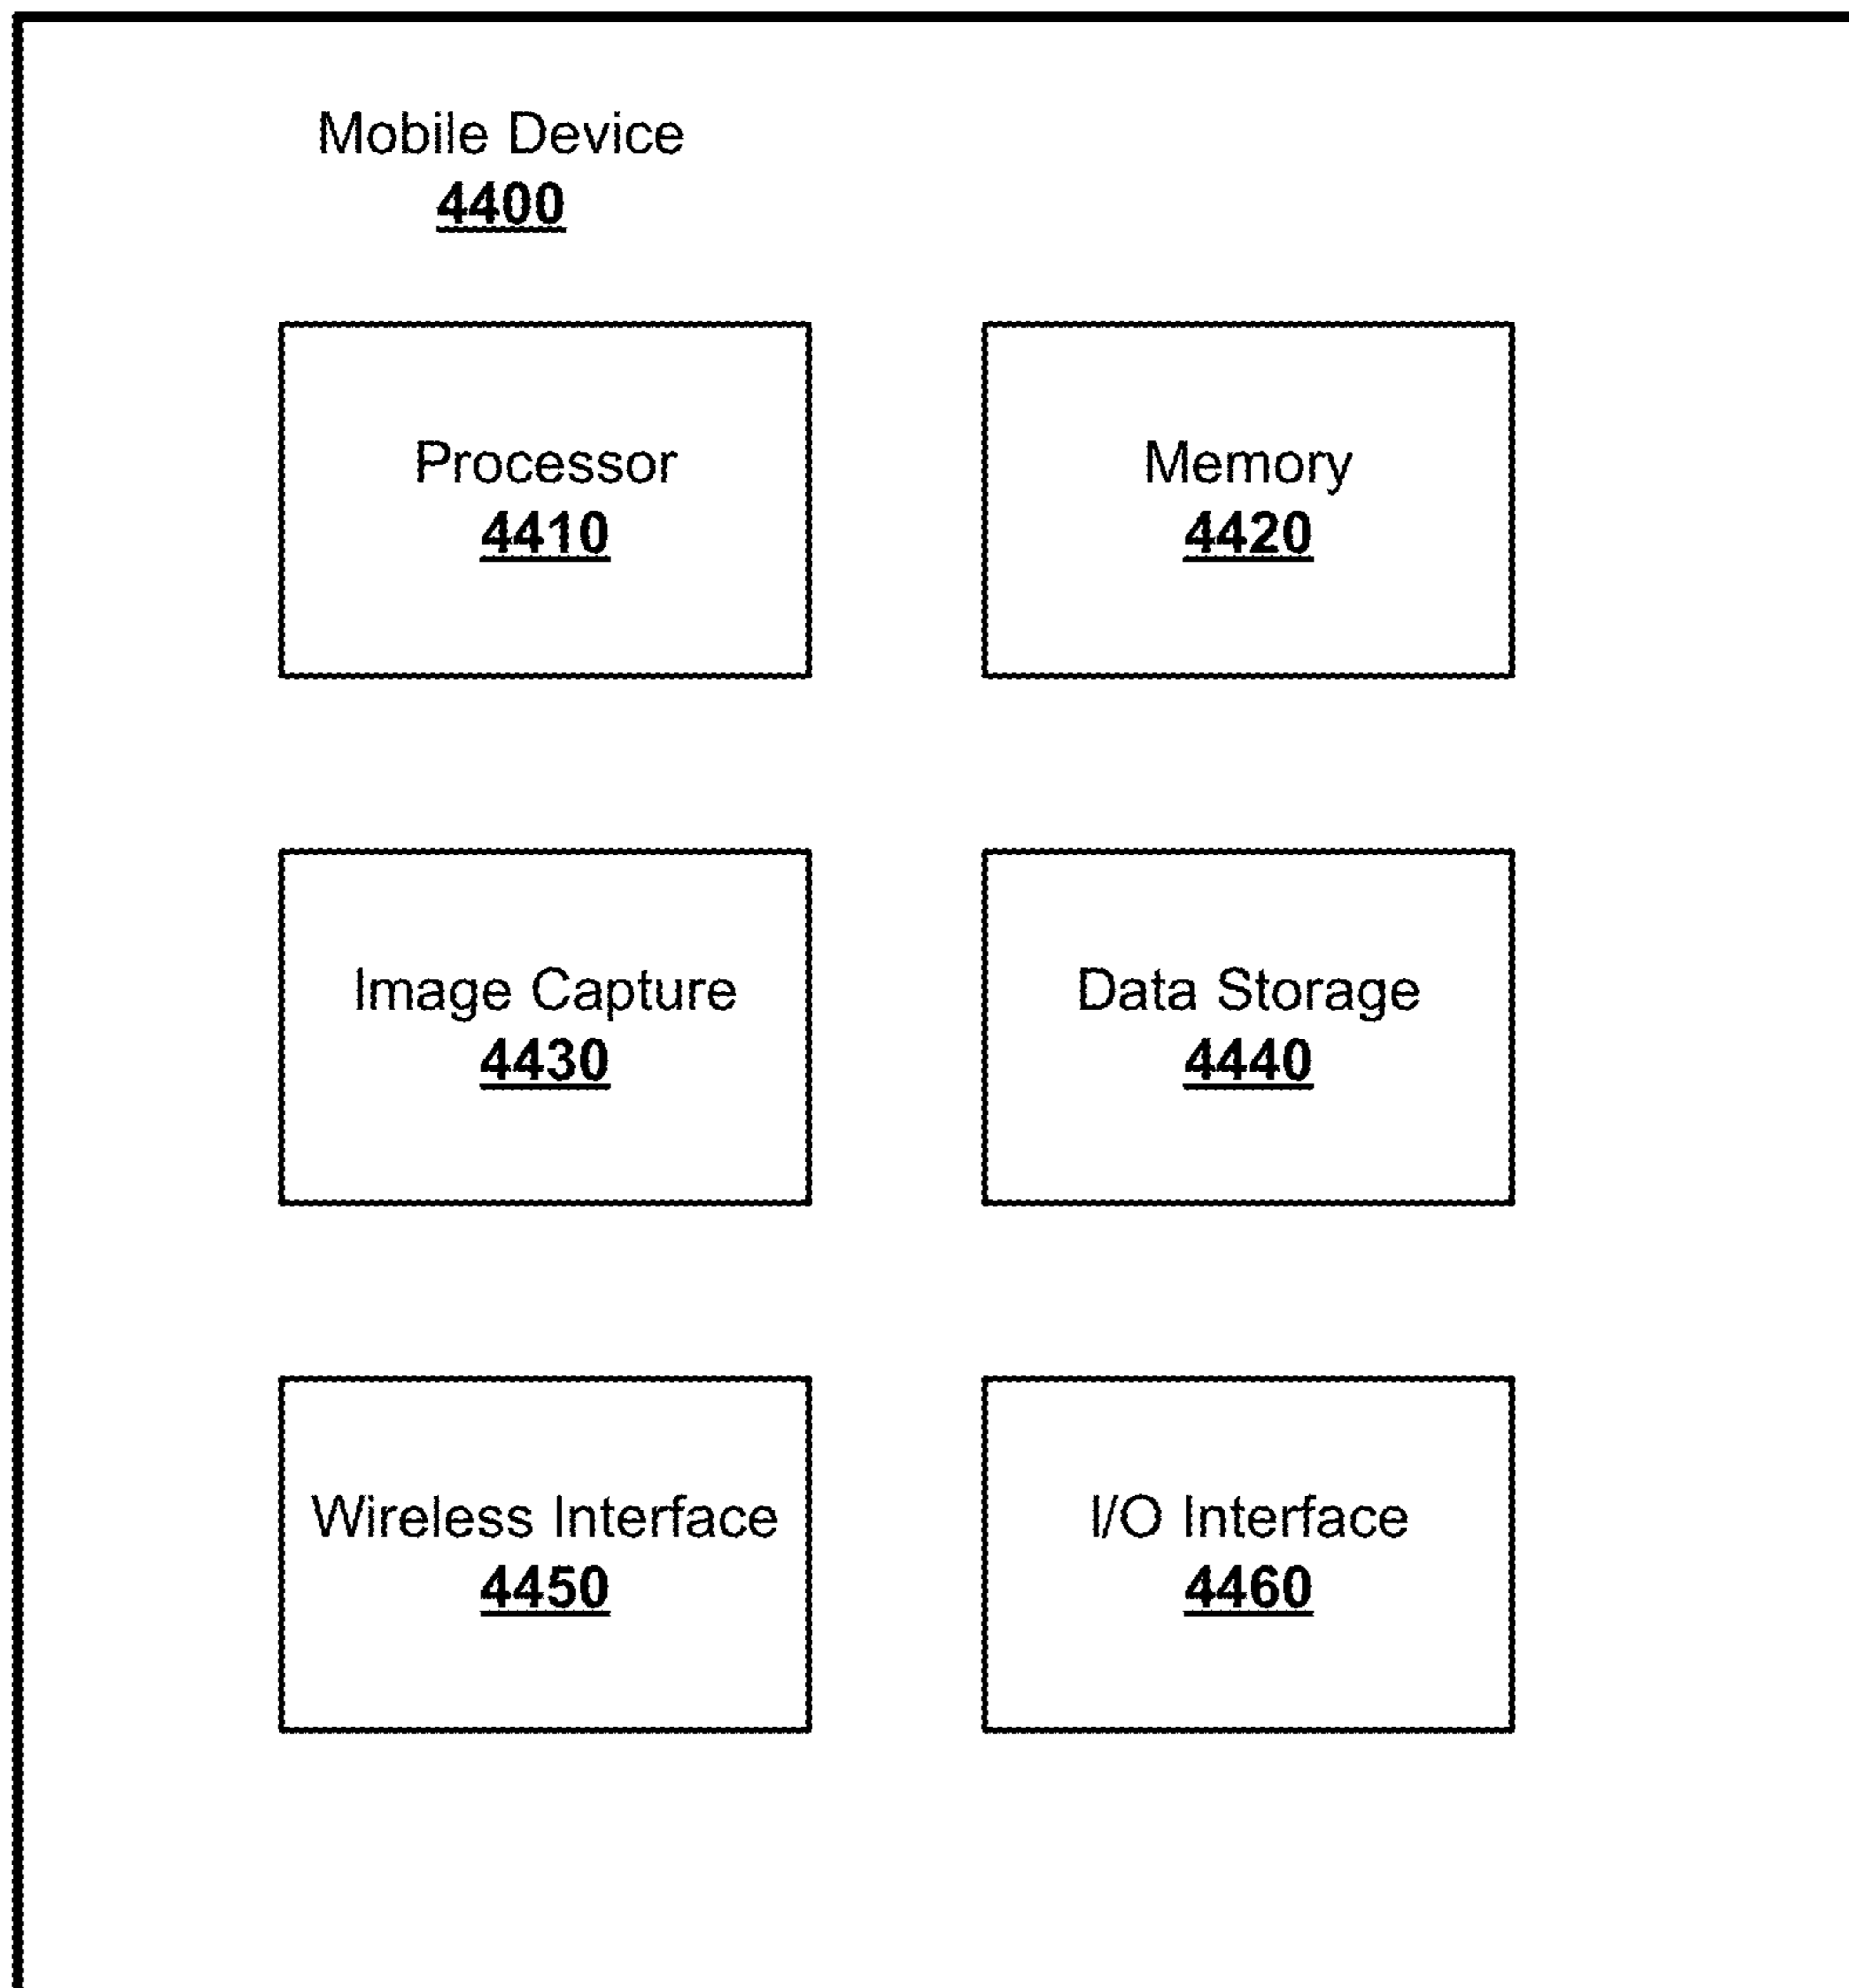 Mobile Device
4400
Processor
4410
Memory
4420
Image Capture
4430
Data Storage
4440
Wireless Interface
4450
I/O Interface
4460